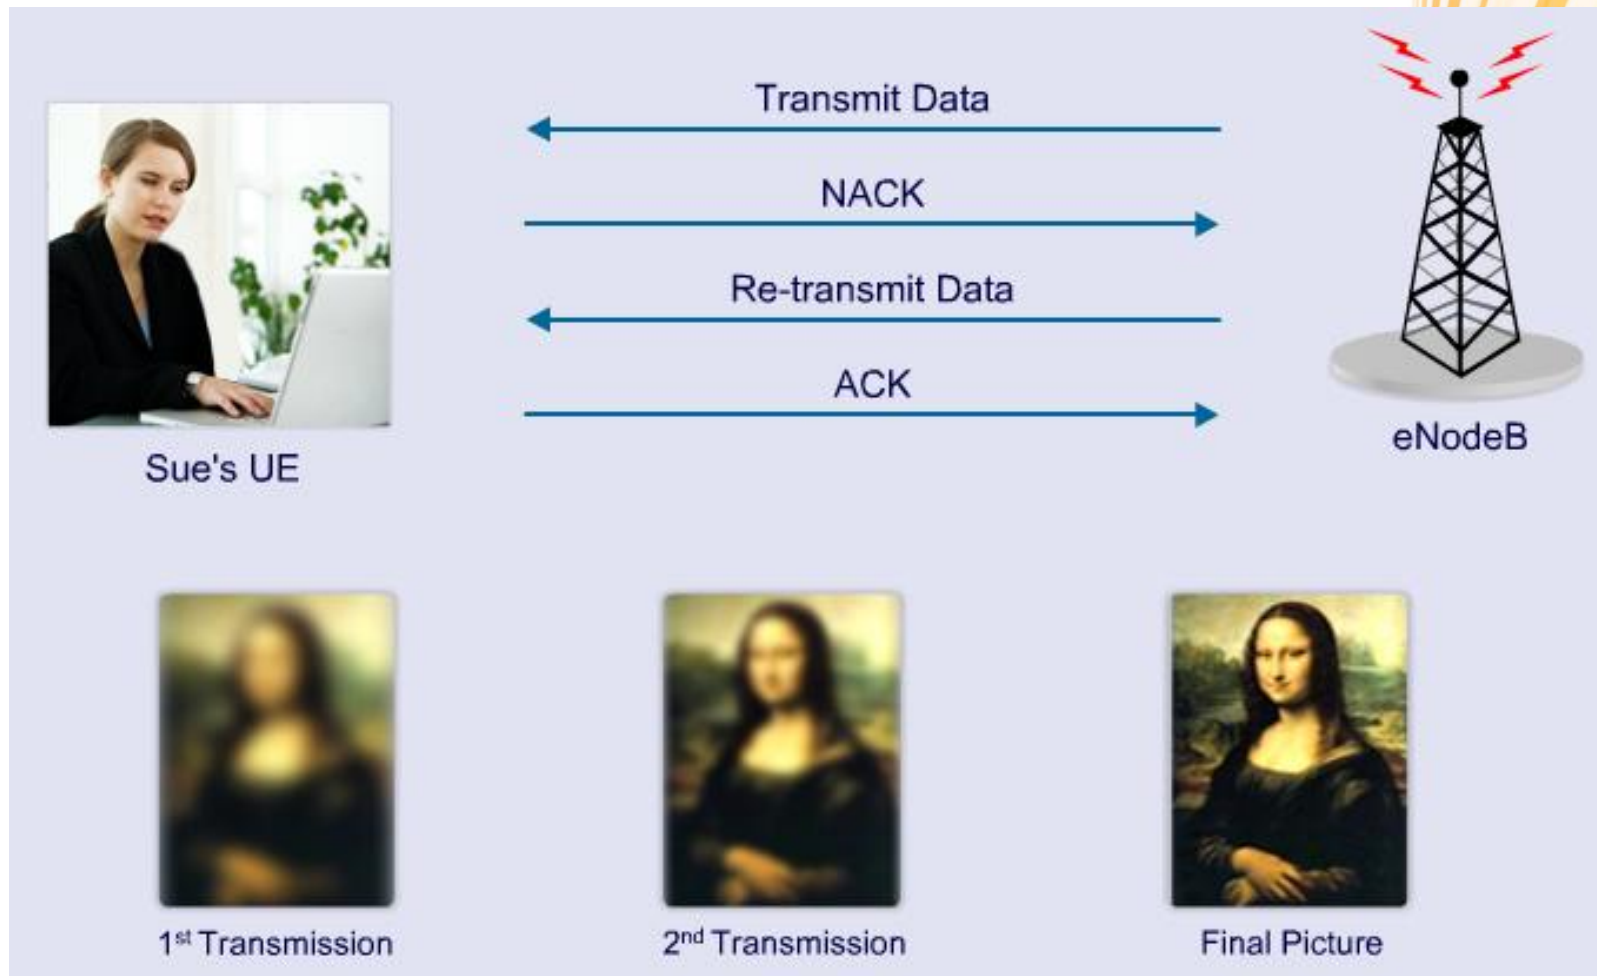 Transmit Data
NACK
Re-transmit Data
ACK
eNodeB
Sue's UE
1st Transmission
2nd Transmission
Final Picture